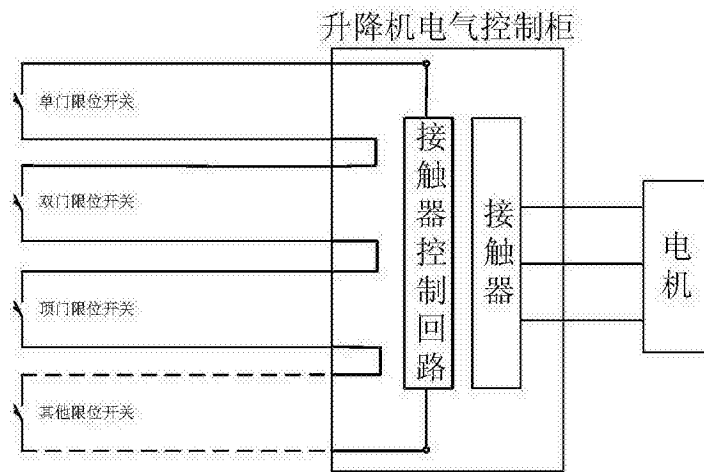 升降机电气控制柜
单门限位开关
双门限位开关
顶门限位开关
其他限位开关
接触器控制回路
接触器
电机